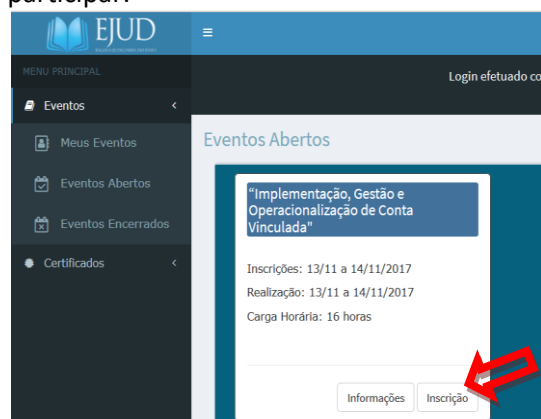 participar.
EJUD
MENU PRINCIPAL
Login efetuado co
Eventos
Meus Eventos
Eventos Abertos
Eventos Encerrados
Certificados
Eventos Abertos
"Implementação, Gestão e
Operacionalização de Conta
Vinculada"
Inscrições: 13/11 a 14/11/2017
Realização: 13/11 a 14/11/2017
Carga Horária: 16 horas
Informações
Inscrição